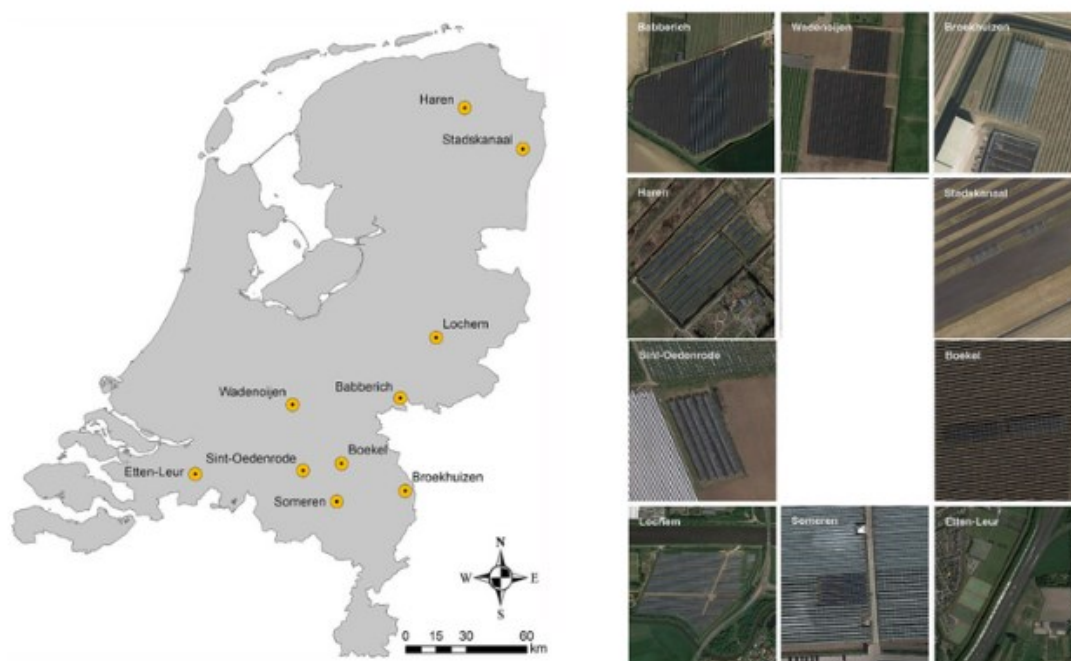 Haren
Stadskanaal
Lochem
Babberich
Wadenoijen
Boekel
Sint-Oedenrode
Etten-Leur
Broekhuizen
Someren
N
W E
S
0 15 30 60
km
Babberich
Wadenoijen
Broekhuizen
Haren
Stadskanaal
Sint-Oedenrode
Boekel
Lochem
Someren
Etten-Leur